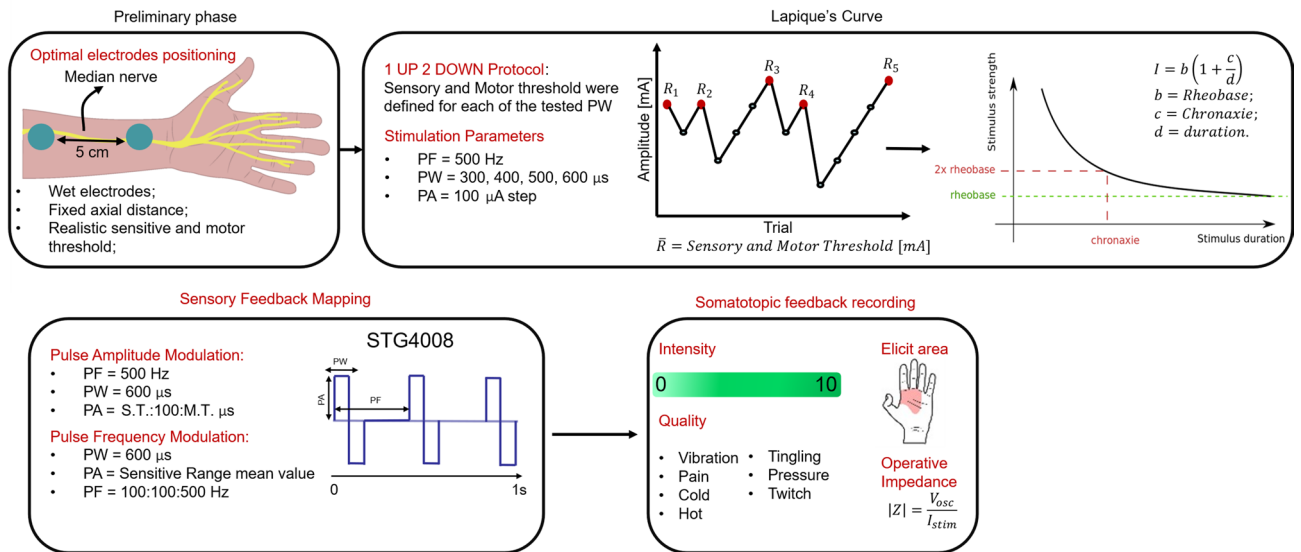 Preliminary phase
Optimal electrodes positioning
Median nerve
5 cm
• Wet electrodes;
• Fixed axial distance;
• Realistic sensitive and motor
threshold;
Lapique's Curve
1 UP 2 DOWN Protocol:
Sensory and Motor threshold were
defined for each of the tested PW
Stimulation Parameters
• PF = 500 Hz
• PW = 300, 400, 500, 600 µs
• PA = 100 µA step
Amplitude [mA]
R1
R2
R3
R4
R5
Trial
R̄ = Sensory and Motor Threshold [mA]
Stimulus strength
2x rheobase
rheobase
chronaxie
Stimulus duration
I = b(1 + c/d)
b = Rheobase;
c = Chronaxie;
d = duration.
Sensory Feedback Mapping
Pulse Amplitude Modulation:
• PF = 500 Hz
• PW = 600 µs
• PA = S.T.:100:M.T. µs
Pulse Frequency Modulation:
• PW = 600 µs
• PA = Sensitive Range mean value
• PF = 100:100:500 Hz
STG4008
PW
PA
PF
0
1s
Somatotopic feedback recording
Intensity
0
10
Quality
• Vibration
• Pain
• Cold
• Hot
• Tingling
• Pressure
• Twitch
Elicit area
Operative
Impedance
|Z| = Vosc/Istim